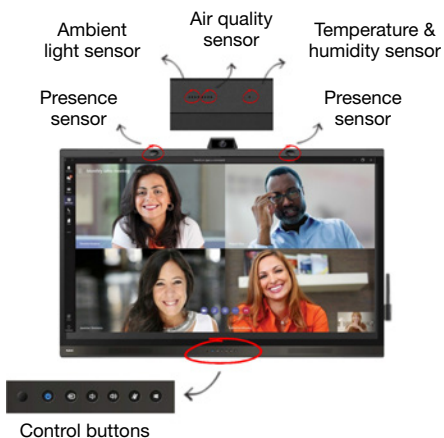 Ambient
light sensor
Air quality
sensor
Temperature &
humidity sensor
Presence
sensor
Presence
sensor
Control buttons